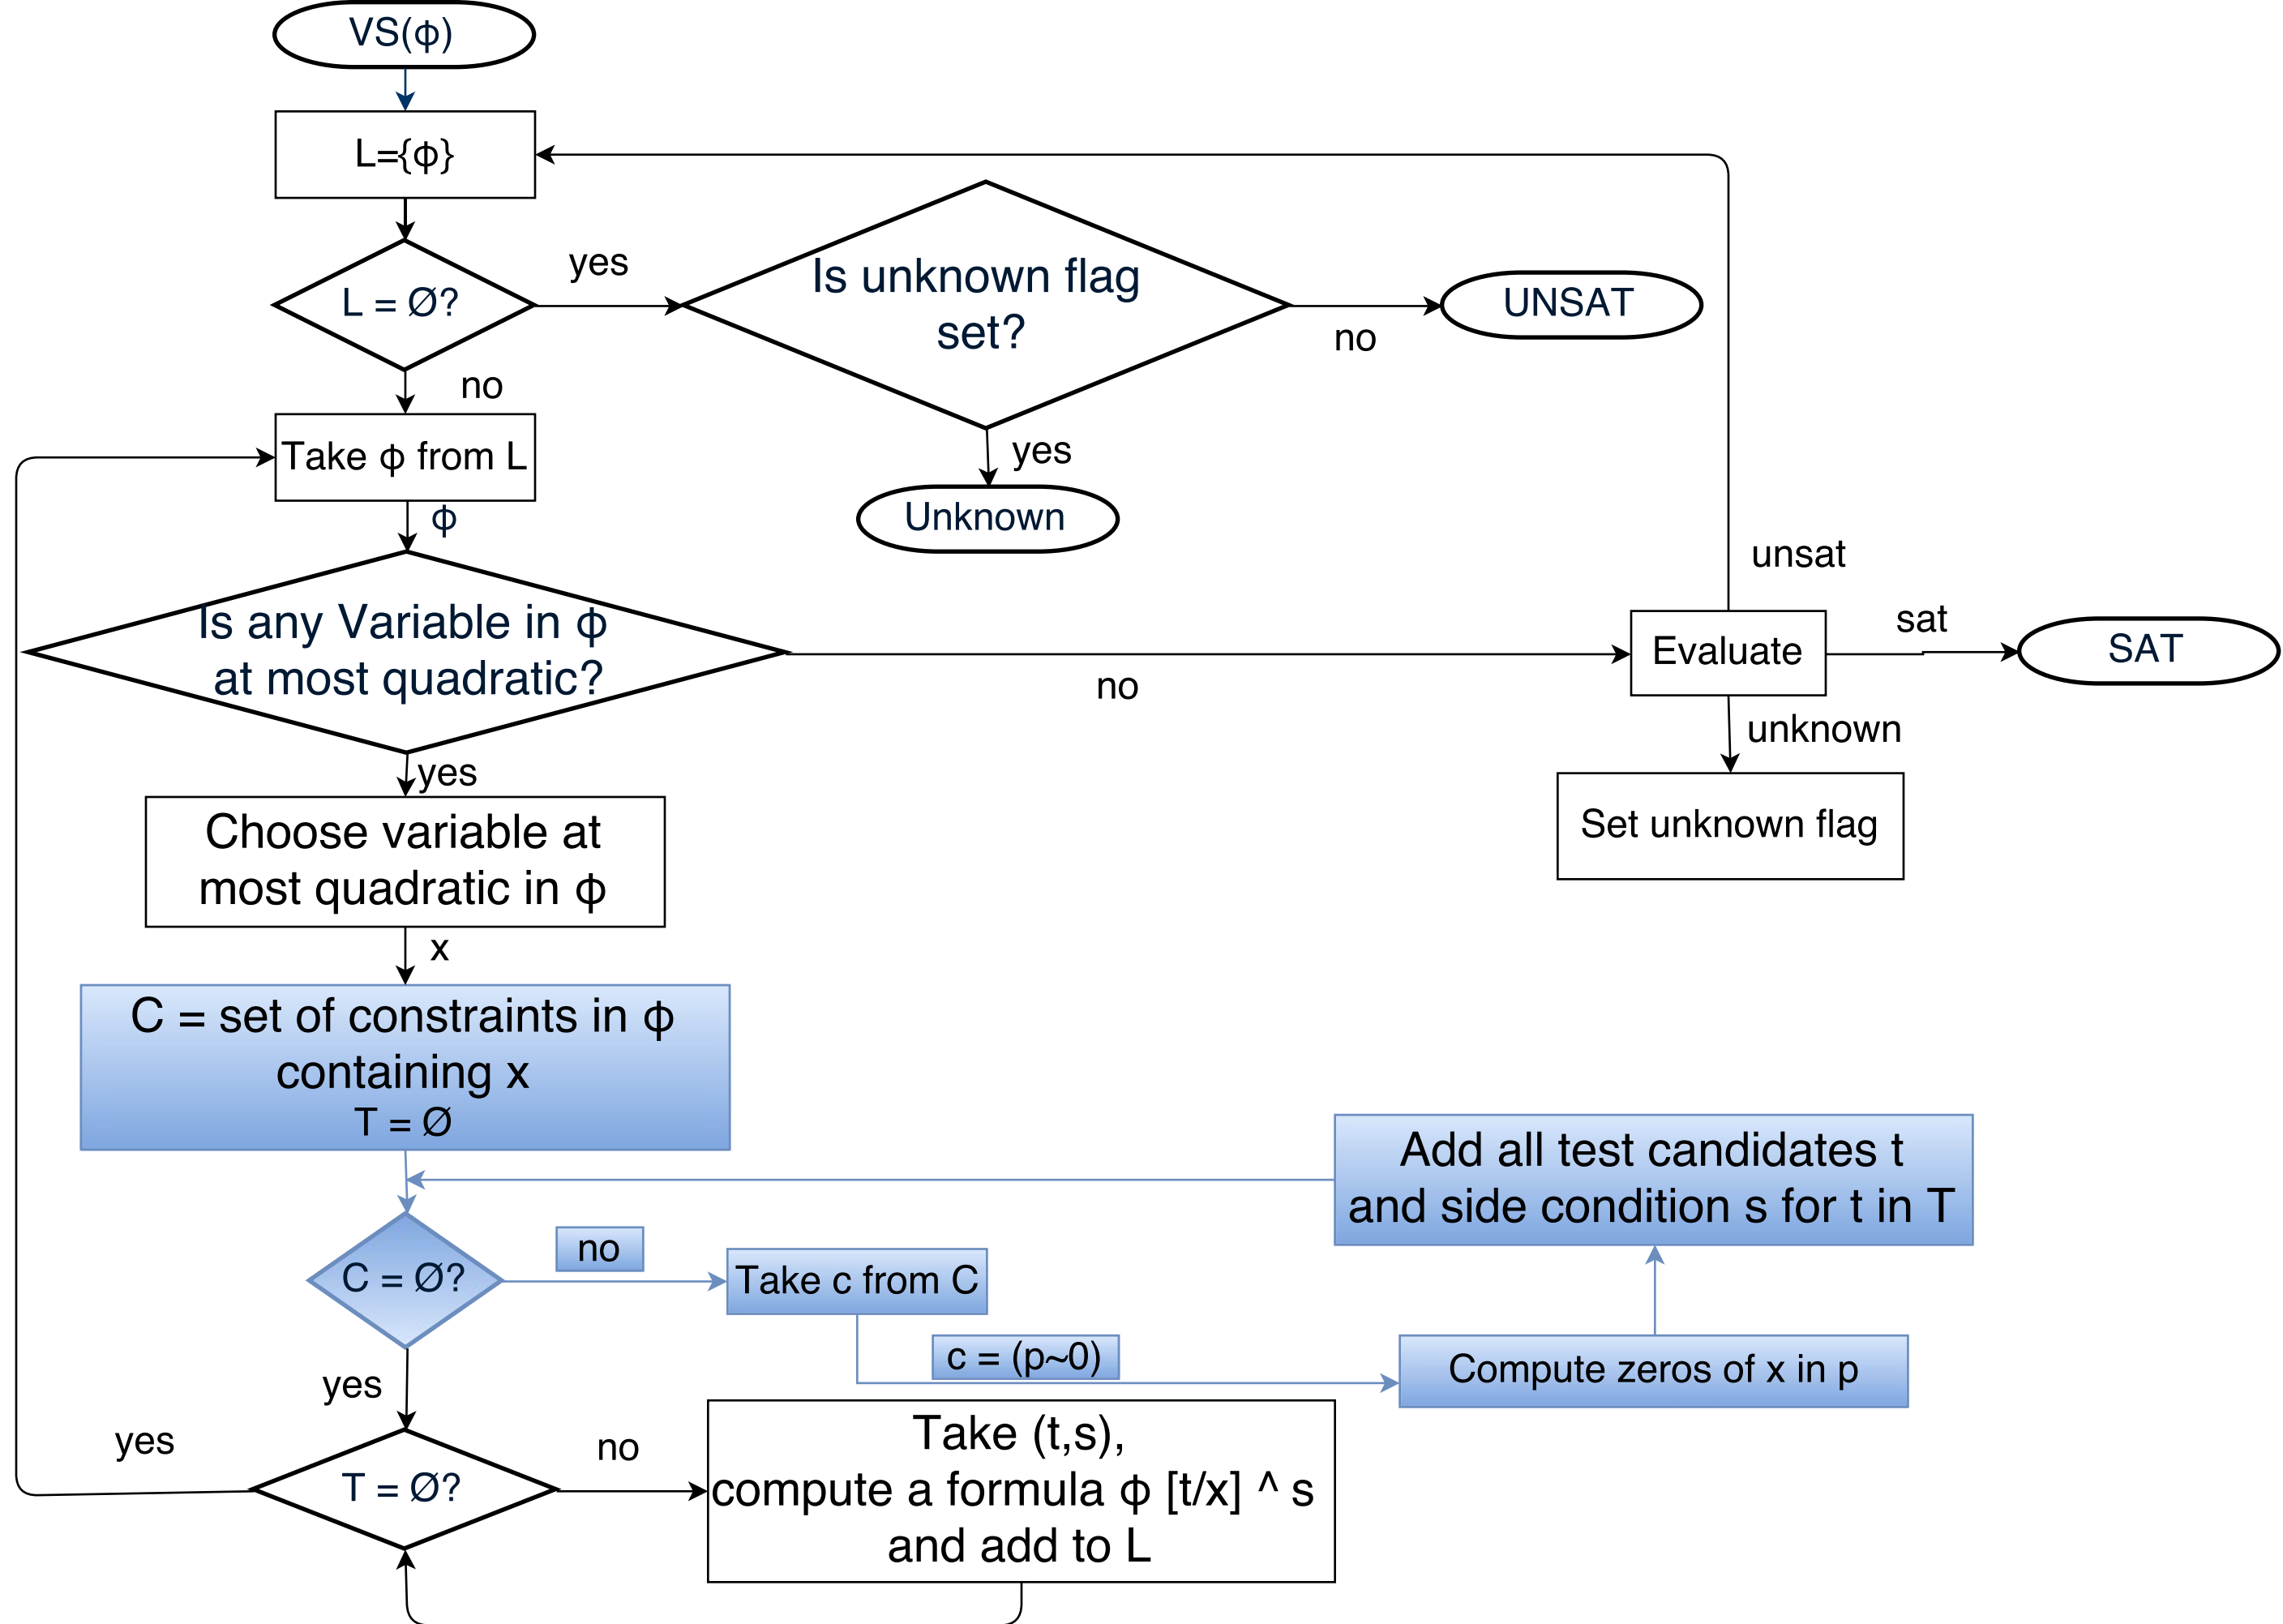 VS(ϕ)
L={ϕ}
L = Ø?
yes
Is unknown flag
set?
no
UNSAT
no
yes
Unknown
Take ϕ from L
ϕ
Is any Variable in ϕ
at most quadratic?
no
unsat
Evaluate
sat
SAT
unknown
Set unknown flag
yes
Choose variable at
most quadratic in ϕ
x
C = set of constraints in ϕ
containing x
T = Ø
Add all test candidates t
and side condition s for t in T
C = Ø?
no
Take c from C
c = (p~0)
Compute zeros of x in p
yes
yes
T = Ø?
no
Take (t,s),
compute a formula ϕ [t/x] ^ s
and add to L